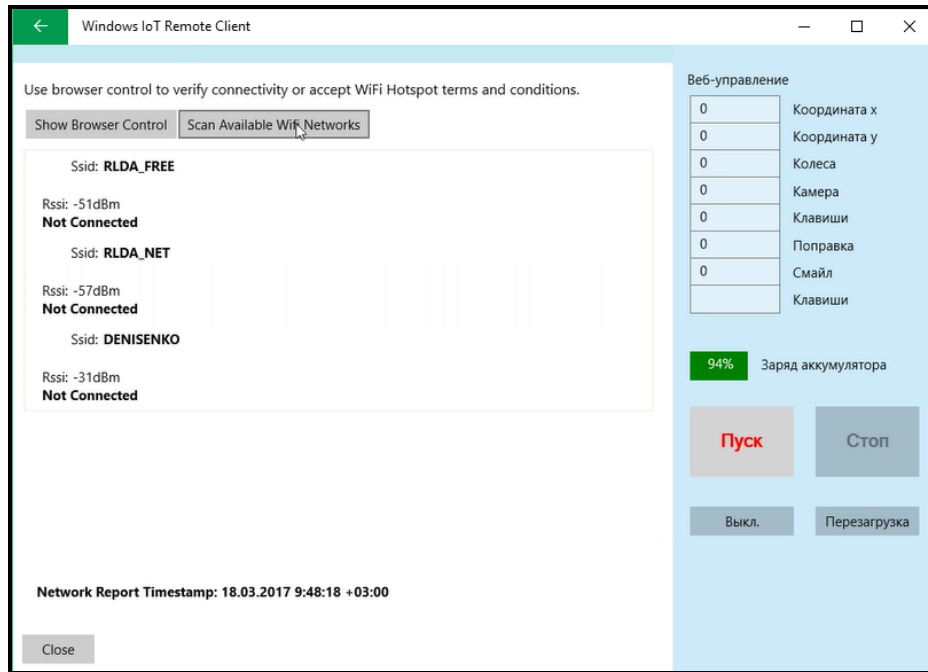 Windows IoT Remote Client
Use browser control to verify connectivity or accept WiFi Hotspot terms and conditions.
Show Browser Control
Scan Available Wifi Networks
Ssid: RLDA_FREE
Rssi: -51dBm
Not Connected
Ssid: RLDA_NET
Rssi: -57dBm
Not Connected
Ssid: DENISENKO
Rssi: -31dBm
Not Connected
Network Report Timestamp: 18.03.2017 9:48:18 +03:00
Close
Веб-управление
0 Координата x
0 Координата y
0 Колеса
0 Камера
0 Клавиши
0 Поправка
0 Смайл
Клавиши
94% Заряд аккумулятора
Пуск
Стоп
Выкл.
Перезагрузка